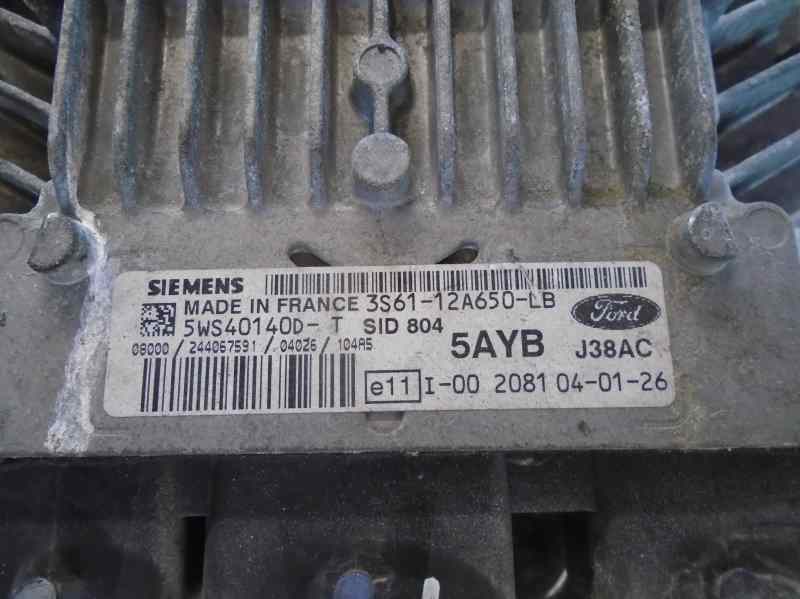 SIEMENS
MADE IN FRANCE 3S61-12A650-LB
Ford
5WS40140D- T SID 804
5AYB J38AC
08000 / 244067591 / 04026 / 104A5
e11 I-00 2081 04-01-26